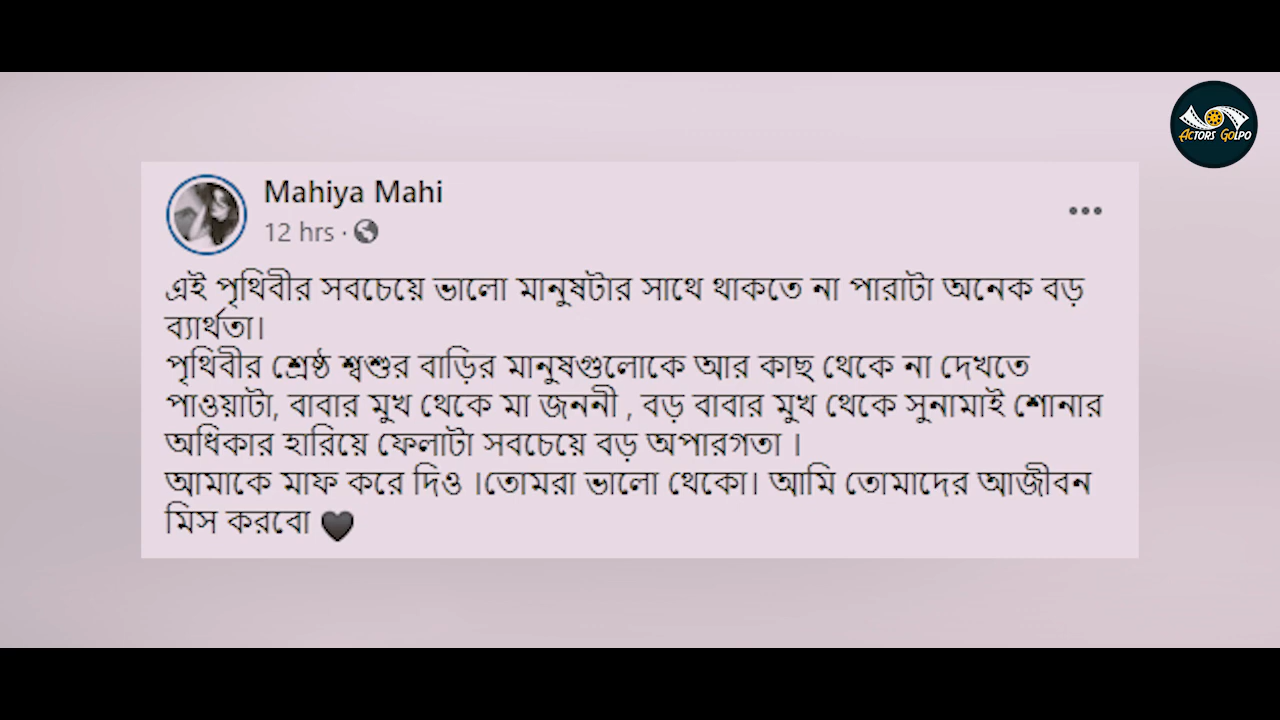 ACTORS GOLPO
Mahiya Mahi
12 hrs ·
এই পৃথিবীর সবচেয়ে ভালো মানুষটার সাথে থাকতে না পারাটা অনেক বড়
ব্যার্থতা।
পৃথিবীর শ্রেষ্ঠ শ্বশুর বাড়ির মানুষগুলোকে আর কাছ থেকে না দেখতে
পাওয়াটা, বাবার মুখ থেকে মা জননী , বড় বাবার মুখ থেকে সুনামাই শোনার
অধিকার হারিয়ে ফেলাটা সবচেয়ে বড় অপারগতা ।
আমাকে মাফ করে দিও ।তোমরা ভালো থেকো। আমি তোমাদের আজীবন
মিস করবো 🖤